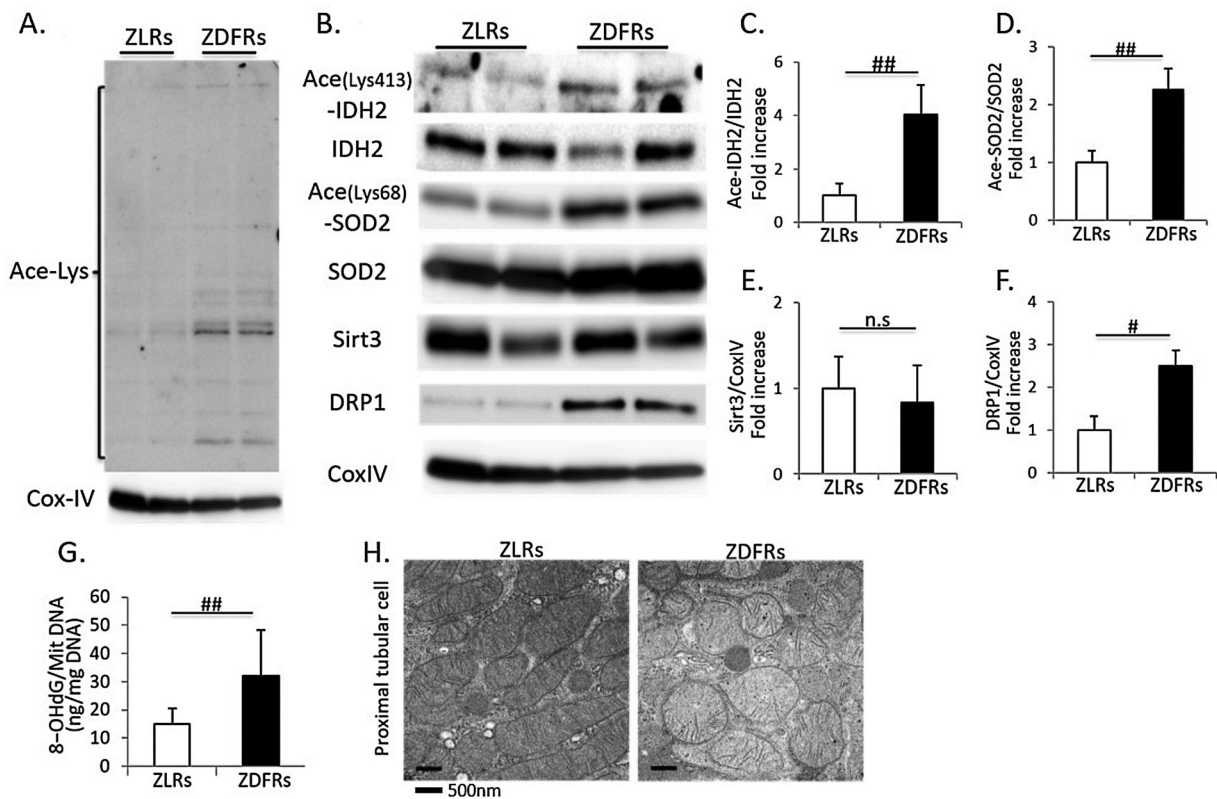 A.
ZLRs ZDFRs
Ace-Lys
Cox-IV
B.
ZLRs ZDFRs
Ace(Lys413)
-IDH2
IDH2
Ace(Lys68)
-SOD2
SOD2
Sirt3
DRP1
CoxIV
C.
Ace-IDH2/IDH2
Fold increase
6
4
2
0
##
ZLRs ZDFRs
D.
Ace-SOD2/SOD2
Fold increase
3
2
1
0
##
ZLRs ZDFRs
E.
Sirt3/CoxIV
Fold increase
2
1
0
n.s
ZLRs ZDFRs
F.
DRP1/CoxIV
Fold increase
4
3
2
1
0
#
ZLRs ZDFRs
G.
8-OHdG/Mit DNA
(ng/mg DNA)
60
50
40
30
20
10
0
##
ZLRs ZDFRs
H.
ZLRs ZDFRs
Proximal tubular cell
500nm